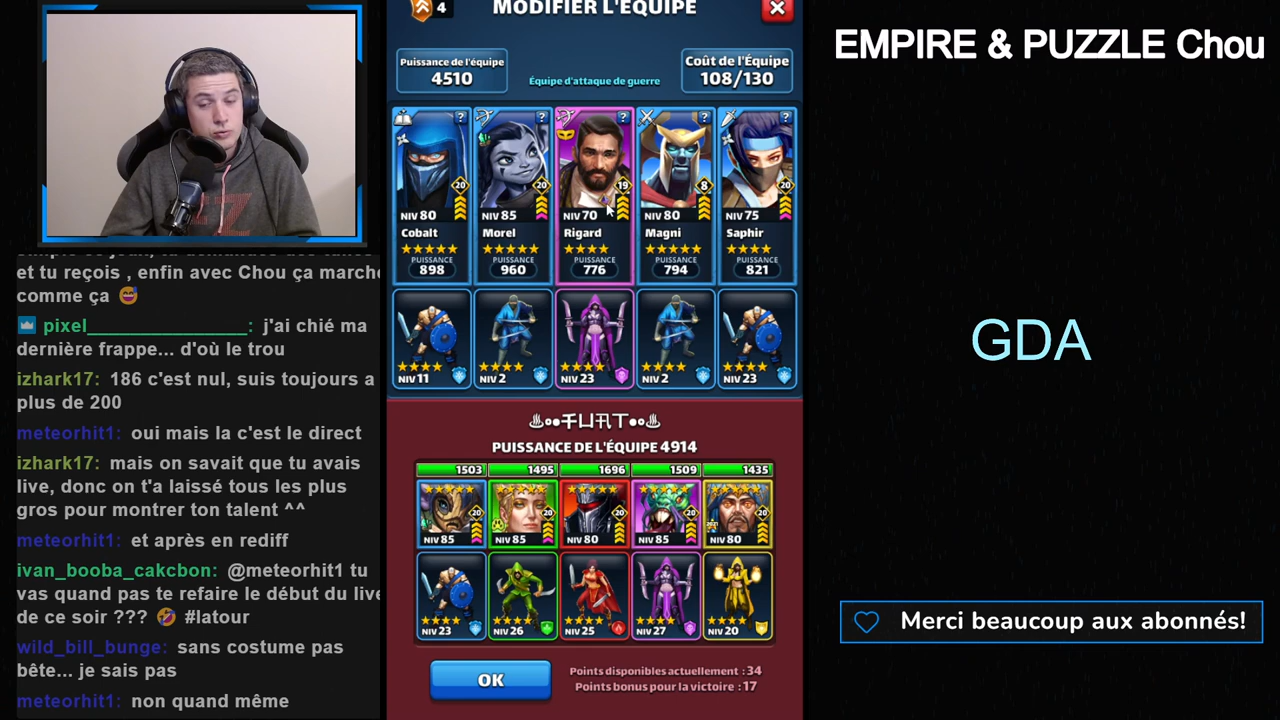 4
MODIFIER L'ÉQUIPE
Puissance de l'équipe
4510
Équipe d'attaque de guerre
Coût de l'Équipe
108/130
EMPIRE & PUZZLE Chou
20 20 19 8 20
NIV 80 NIV 85 NIV 70 NIV 80 NIV 75
Cobalt Morel Rigard Magni Saphir
PUISSANCE PUISSANCE PUISSANCE PUISSANCE PUISSANCE
898 960 776 794 821
NIV 11 NIV 2 NIV 23 NIV 2 NIV 23
PUISSANCE DE L'ÉQUIPE 4914
1503 1495 1696 1509 1435
20 20 20 20 20
NIV 85 NIV 85 NIV 80 NIV 85 NIV 80
NIV 23 NIV 26 NIV 25 NIV 27 NIV 20
OK
Points disponibles actuellement : 34
Points bonus pour la victoire : 17
et tu reçois , enfin avec Chou ça marche
comme ça 😅
pixel________________: j'ai chié ma
dernière frappe... d'où le trou
izhark17: 186 c'est nul, suis toujours a
plus de 200
meteorhit1: oui mais la c'est le direct
izhark17: mais on savait que tu avais
live, donc on t'a laissé tous les plus
gros pour montrer ton talent ^^
meteorhit1: et après en rediff
ivan_booba_cakcbon: @meteorhit1 tu
vas quand pas te refaire le début du live
de ce soir ??? 🤣 #latour
wild_bill_bunge: sans costume pas
bête... je sais pas
meteorhit1: non quand même
GDA
Merci beaucoup aux abonnés!